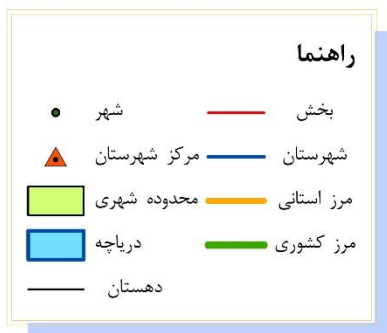 راهنما
بخش شهر
شهرستان مرکز شهرستان
مرز استانی محدوده شهری
مرز کشوری دریاچه
دهستان